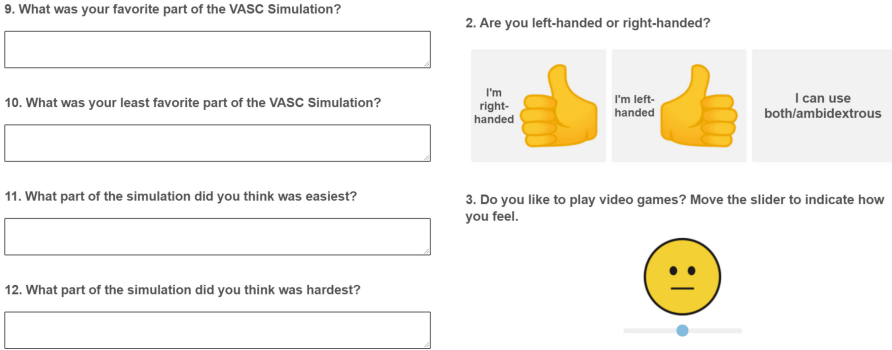 9. What was your favorite part of the VASC Simulation?
10. What was your least favorite part of the VASC Simulation?
11. What part of the simulation did you think was easiest?
12. What part of the simulation did you think was hardest?
2. Are you left-handed or right-handed?
I'm
right-
handed
I'm left-
handed
I can use
both/ambidextrous
3. Do you like to play video games? Move the slider to indicate how
you feel.